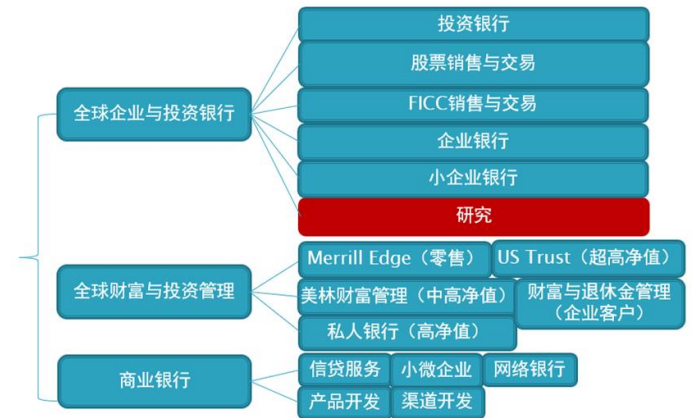 投资银行
股票销售与交易
全球企业与投资银行
FICC销售与交易
企业银行
小企业银行
研究
全球财富与投资管理
Merrill Edge（零售）
US Trust（超高净值）
美林财富管理（中高净值）
财富与退休金管理
（企业客户）
私人银行（高净值）
商业银行
信贷服务
小微企业
网络银行
产品开发
渠道开发